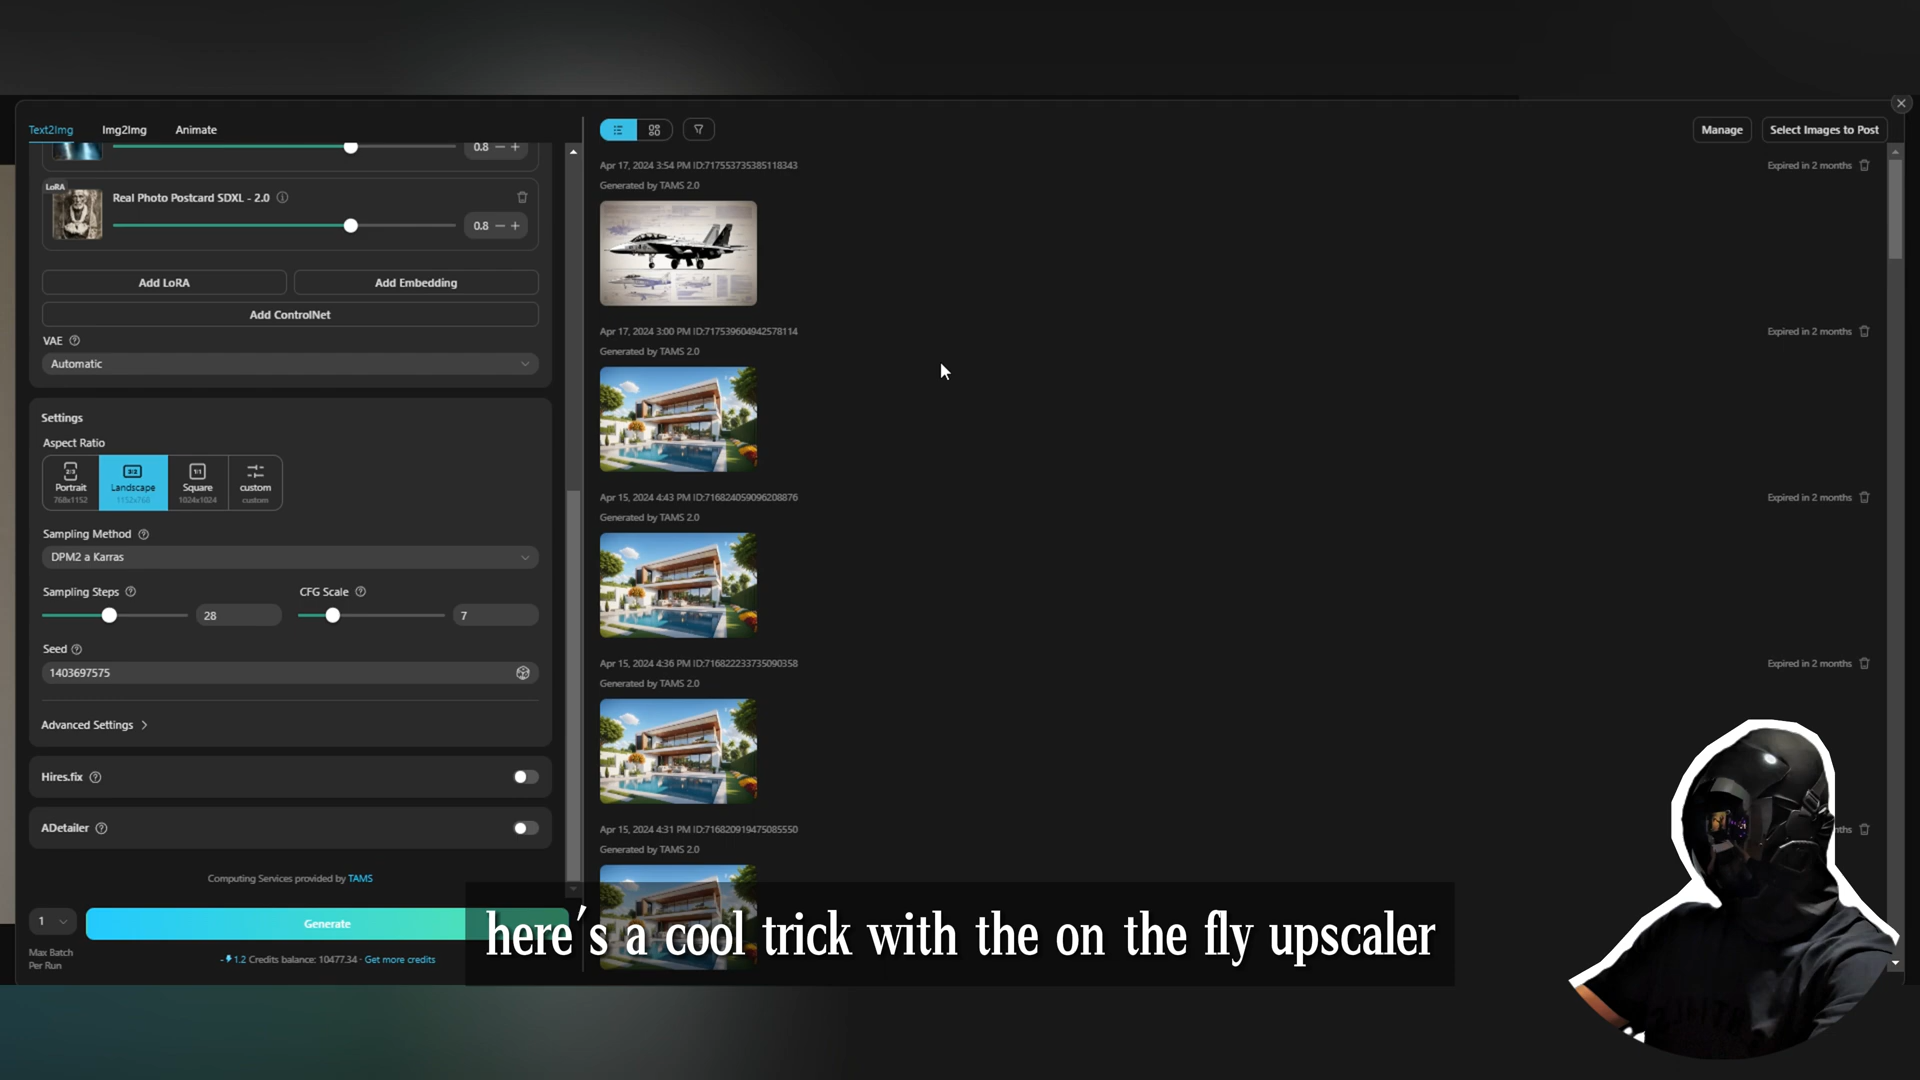 Text2Img Img2Img Animate
Manage Select Images to Post
0.8
LoRA
Real Photo Postcard SDXL - 2.0
0.8
Add LoRA Add Embedding
Add ControlNet
VAE
Automatic
Settings
Aspect Ratio
2/3 3/2 1/1
Portrait Landscape Square custom
768x1152 1152x768 1024x1024 custom
Sampling Method
DPM2 a Karras
Sampling Steps CFG Scale
28 7
Seed
1403697575
Advanced Settings
Hires.fix
ADetailer
Computing Services provided by TAMS
1 Generate
Max Batch
Per Run
- 1.2 Credits balance: 10477.34 · Get more credits
Apr 17, 2024 3:54 PM ID:717553735385118343 Expired in 2 months
Generated by TAMS 2.0
Apr 17, 2024 3:00 PM ID:717539604942578114 Expired in 2 months
Generated by TAMS 2.0
Apr 15, 2024 4:43 PM ID:716824059096208876 Expired in 2 months
Generated by TAMS 2.0
Apr 15, 2024 4:36 PM ID:716822233735090358 Expired in 2 months
Generated by TAMS 2.0
Apr 15, 2024 4:31 PM ID:716820919475085550
Generated by TAMS 2.0
here's a cool trick with the on the fly upscaler